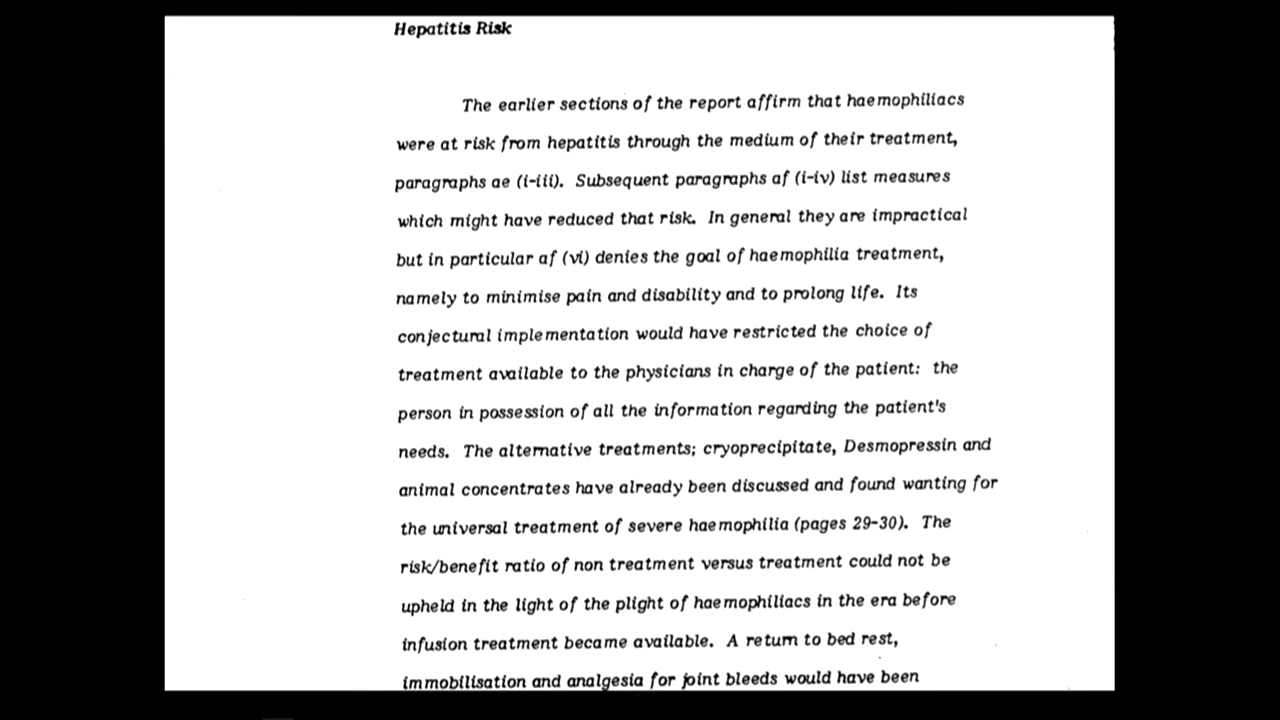 Hepatitis Risk
The earlier sections of the report affirm that haemophiliacs
were at risk from hepatitis through the medium of their treatment,
paragraphs ae (i-iii). Subsequent paragraphs af (i-iv) list measures
which might have reduced that risk. In general they are impractical
but in particular af (vi) denies the goal of haemophilia treatment,
namely to minimise pain and disability and to prolong life. Its
conjectural implementation would have restricted the choice of
treatment available to the physicians in charge of the patient: the
person in possession of all the information regarding the patient's
needs. The alternative treatments; cryoprecipitate, Desmopressin and
animal concentrates have already been discussed and found wanting for
the universal treatment of severe haemophilia (pages 29-30). The
risk/benefit ratio of non treatment versus treatment could not be
upheld in the light of the plight of haemophiliacs in the era before
infusion treatment became available. A return to bed rest,
immobilisation and analgesia for joint bleeds would have been